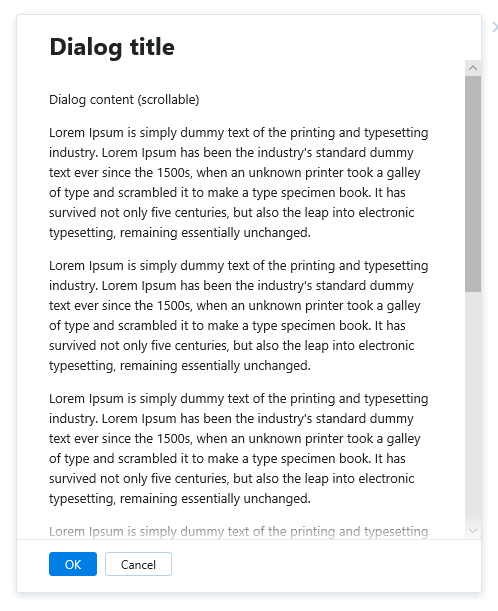 Dialog title
Dialog content (scrollable)
Lorem Ipsum is simply dummy text of the printing and typesetting
industry. Lorem Ipsum has been the industry's standard dummy
text ever since the 1500s, when an unknown printer took a galley
of type and scrambled it to make a type specimen book. It has
survived not only five centuries, but also the leap into electronic
typesetting, remaining essentially unchanged.
Lorem Ipsum is simply dummy text of the printing and typesetting
industry. Lorem Ipsum has been the industry's standard dummy
text ever since the 1500s, when an unknown printer took a galley
of type and scrambled it to make a type specimen book. It has
survived not only five centuries, but also the leap into electronic
typesetting, remaining essentially unchanged.
Lorem Ipsum is simply dummy text of the printing and typesetting
industry. Lorem Ipsum has been the industry's standard dummy
text ever since the 1500s, when an unknown printer took a galley
of type and scrambled it to make a type specimen book. It has
survived not only five centuries, but also the leap into electronic
typesetting, remaining essentially unchanged.
Lorem Ipsum is simply dummy text of the printing and typesetting
OK Cancel